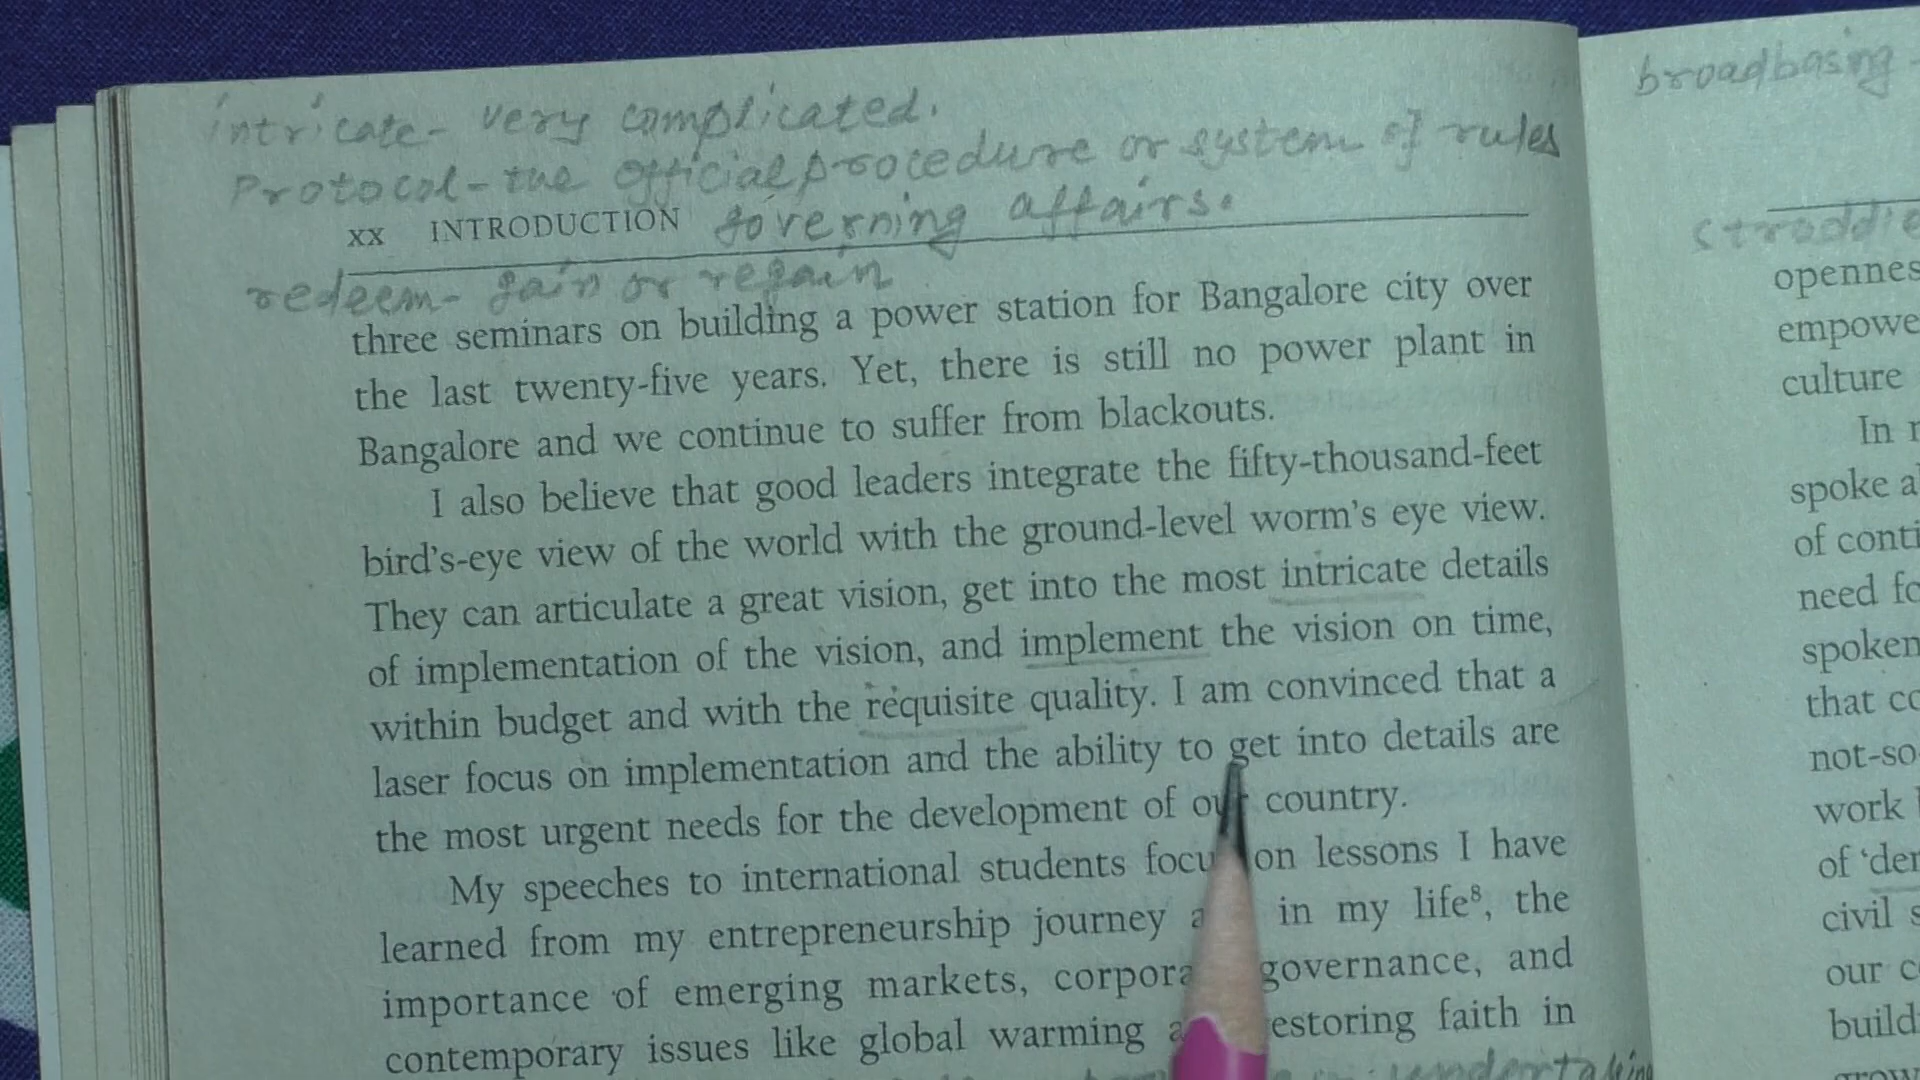 intricate - very complicated.
Protocol - the official procedure or system of rules
governing affairs.
xx INTRODUCTION
redeem - gain or regain
three seminars on building a power station for Bangalore city over
the last twenty-five years. Yet, there is still no power plant in
Bangalore and we continue to suffer from blackouts.
I also believe that good leaders integrate the fifty-thousand-feet
bird's-eye view of the world with the ground-level worm's eye view.
They can articulate a great vision, get into the most intricate details
of implementation of the vision, and implement the vision on time,
within budget and with the requisite quality. I am convinced that a
laser focus on implementation and the ability to get into details are
the most urgent needs for the development of our country.
My speeches to international students focu on lessons I have
learned from my entrepreneurship journey a in my life⁸, the
importance of emerging markets, corpora governance, and
contemporary issues like global warming a estoring faith in
undertaking
broadbasing -
opennes
empowe
culture
In
spoke a
of conti
need fo
spoken
that co
not-so
work
of 'der
civil s
our c
build
grow